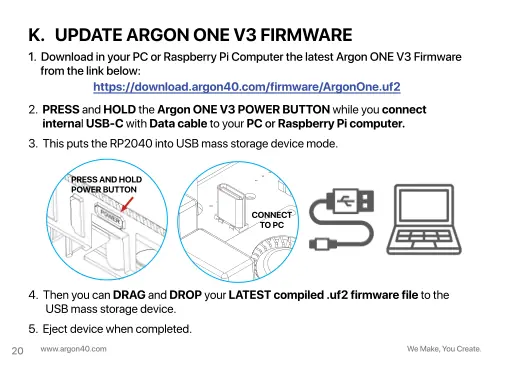 K. UPDATE ARGON ONE V3 FIRMWARE
1. Download in your PC or Raspberry Pi Computer the latest Argon ONE V3 Firmware
from the link below:
https://download.argon40.com/firmware/ArgonOne.uf2
2. PRESS and HOLD the Argon ONE V3 POWER BUTTON while you connect
internal USB-C with Data cable to your PC or Raspberry Pi computer.
3. This puts the RP2040 into USB mass storage device mode.
PRESS AND HOLD
POWER BUTTON
POWER
CONNECT
TO PC
4. Then you can DRAG and DROP your LATEST compiled .uf2 firmware file to the
USB mass storage device.
5. Eject device when completed.
20 www.argon40.com We Make, You Create.